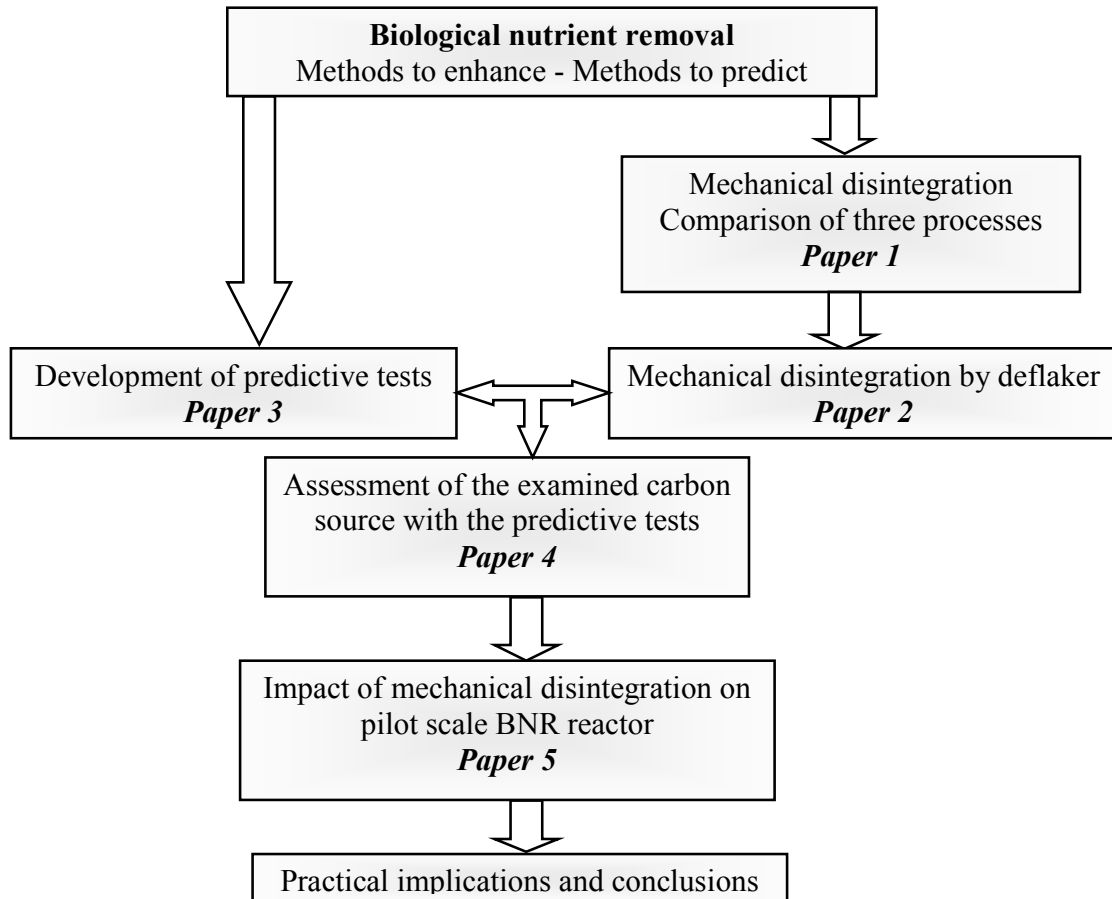 Biological nutrient removal
Methods to enhance - Methods to predict
Mechanical disintegration
Comparison of three processes
Paper 1
Development of predictive tests
Paper 3
Mechanical disintegration by deflaker
Paper 2
Assessment of the examined carbon
source with the predictive tests
Paper 4
Impact of mechanical disintegration on
pilot scale BNR reactor
Paper 5
Practical implications and conclusions